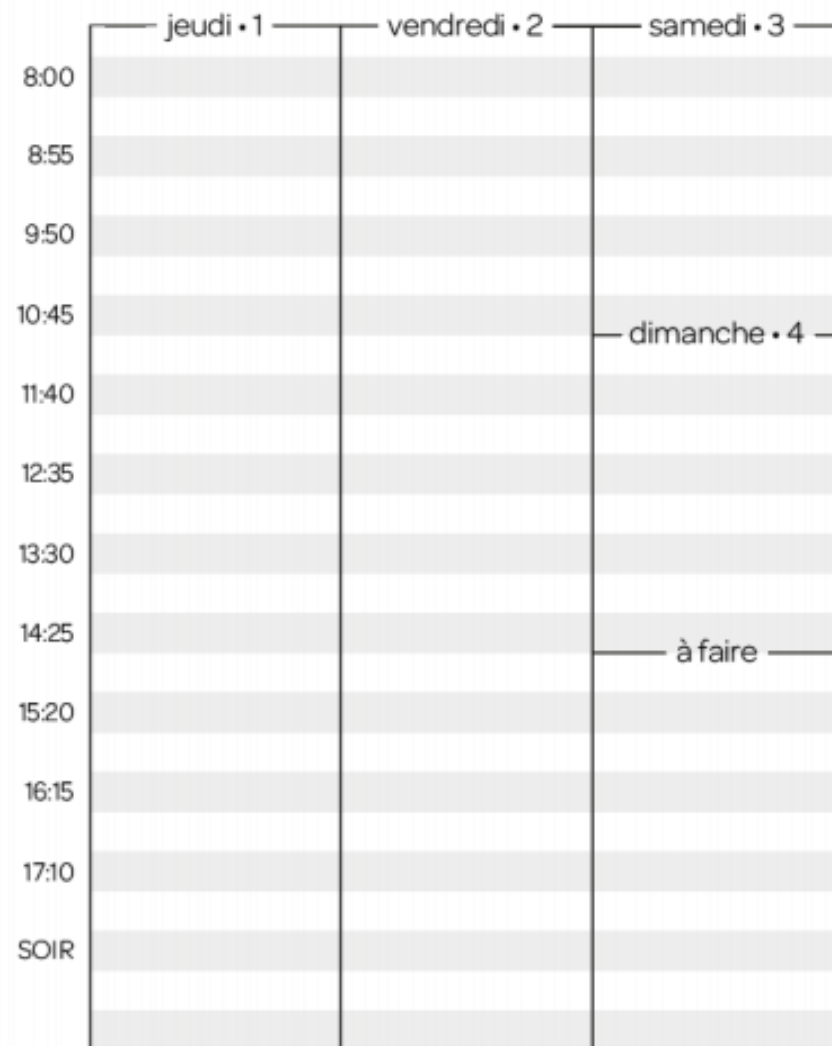 jeudi • 1
vendredi • 2
samedi • 3
8:00
8:55
9:50
10:45
dimanche • 4
11:40
12:35
13:30
14:25
à faire
15:20
16:15
17:10
SOIR